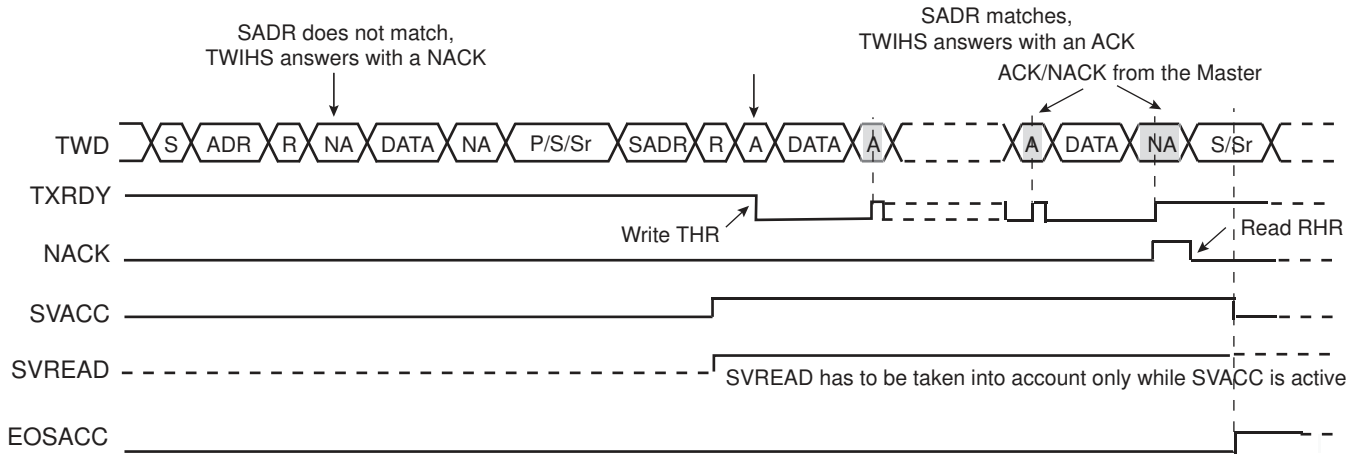 SADR does not match,
TWIHS answers with a NACK
SADR matches,
TWIHS answers with an ACK
ACK/NACK from the Master
TWD S ADR R NA DATA NA P/S/Sr SADR R A DATA A A DATA NA S/Sr
TXRDY
Write THR
Read RHR
NACK
SVACC
SVREAD
SVREAD has to be taken into account only while SVACC is active
EOSACC